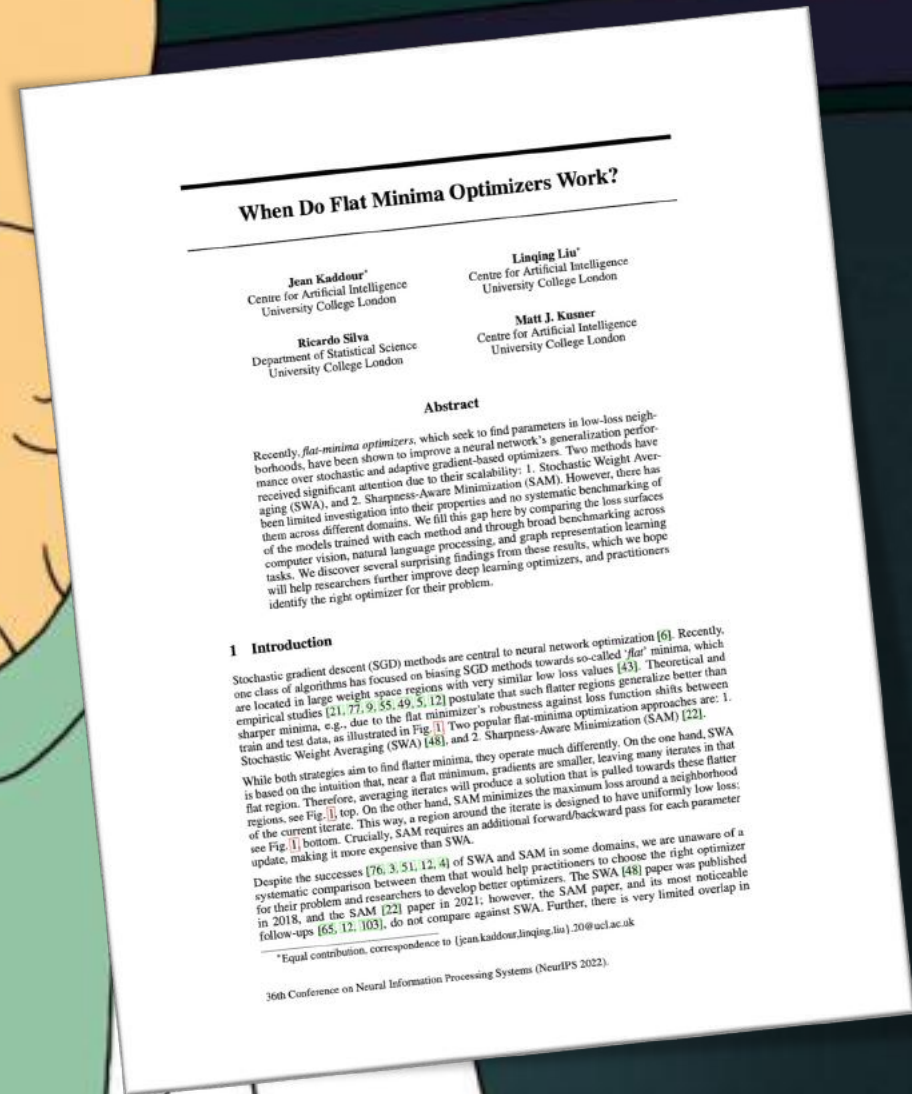 When Do Flat Minima Optimizers Work?
Jean Kaddour*
Centre for Artificial Intelligence
University College London
Linqing Liu*
Centre for Artificial Intelligence
University College London
Ricardo Silva
Department of Statistical Science
University College London
Matt J. Kusner
Centre for Artificial Intelligence
University College London
Abstract
Recently, flat-minima optimizers, which seek to find parameters in low-loss neigh-
borhoods, have been shown to improve a neural network's generalization perfor-
mance over stochastic and adaptive gradient-based optimizers. Two methods have
received significant attention due to their scalability: 1. Stochastic Weight Aver-
aging (SWA), and 2. Sharpness-Aware Minimization (SAM). However, there has
been limited investigation into their properties and no systematic benchmarking of
them across different domains. We fill this gap here by comparing the loss surfaces
of the models trained with each method and through broad benchmarking across
computer vision, natural language processing, and graph representation learning
tasks. We discover several surprising findings from these results, which we hope
will help researchers further improve deep learning optimizers, and practitioners
identify the right optimizer for their problem.
1 Introduction
Stochastic gradient descent (SGD) methods are central to neural network optimization [6]. Recently,
one class of algorithms has focused on biasing SGD methods towards so-called 'flat' minima, which
are located in large weight space regions with very similar low loss values [43]. Theoretical and
empirical studies [21, 77, 9, 55, 49, 5, 12] postulate that such flatter regions generalize better than
sharper minima, e.g., due to the flat minimizer's robustness against loss function shifts between
train and test data, as illustrated in Fig. 1. Two popular flat-minima optimization approaches are: 1.
Stochastic Weight Averaging (SWA) [48], and 2. Sharpness-Aware Minimization (SAM) [22].
While both strategies aim to find flatter minima, they operate much differently. On the one hand, SWA
is based on the intuition that, near a flat minimum, gradients are smaller, leaving many iterates in that
flat region. Therefore, averaging iterates will produce a solution that is pulled towards these flatter
regions, see Fig. 1, top. On the other hand, SAM minimizes the maximum loss around a neighborhood
of the current iterate. This way, a region around the iterate is designed to have uniformly low loss;
see Fig. 1, bottom. Crucially, SAM requires an additional forward/backward pass for each parameter
update, making it more expensive than SWA.
Despite the successes [76, 3, 51, 12, 4] of SWA and SAM in some domains, we are unaware of a
systematic comparison between them that would help practitioners to choose the right optimizer
for their problem and researchers to develop better optimizers. The SWA [48] paper was published
in 2018, and the SAM [22] paper in 2021; however, the SAM paper, and its most noticeable
follow-ups [65, 12, 103], do not compare against SWA. Further, there is very limited overlap in
*Equal contribution, correspondence to {jean.kaddour,linqing.liu}.20@ucl.ac.uk
36th Conference on Neural Information Processing Systems (NeurIPS 2022).